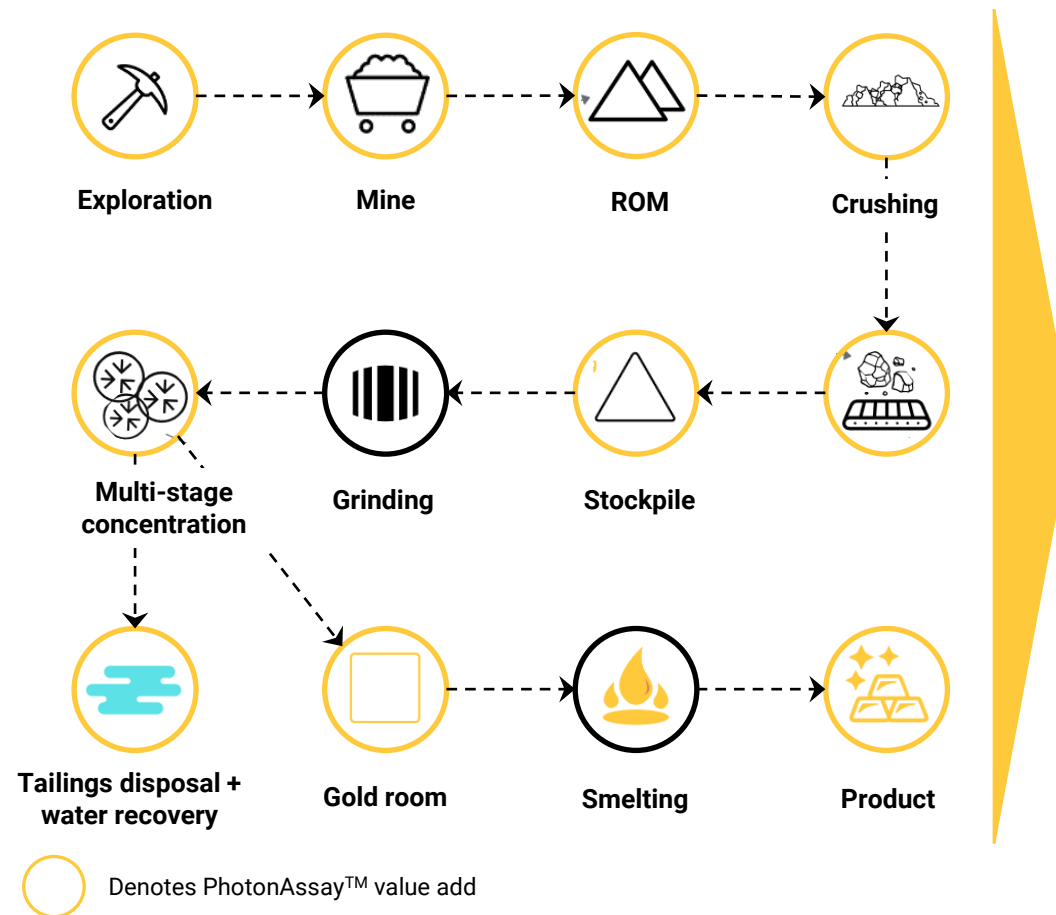 Exploration
Mine
ROM
Crushing
Multi-stage
concentration
Grinding
Stockpile
Tailings disposal +
water recovery
Gold room
Smelting
Product
Denotes PhotonAssay™ value add